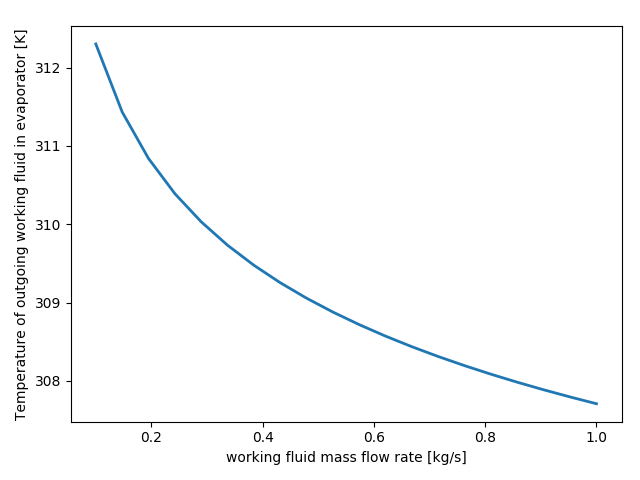 Temperature of outgoing working fluid in evaporator [K]
312
311
310
309
308
0.2 0.4 0.6 0.8 1.0
working fluid mass flow rate [kg/s]